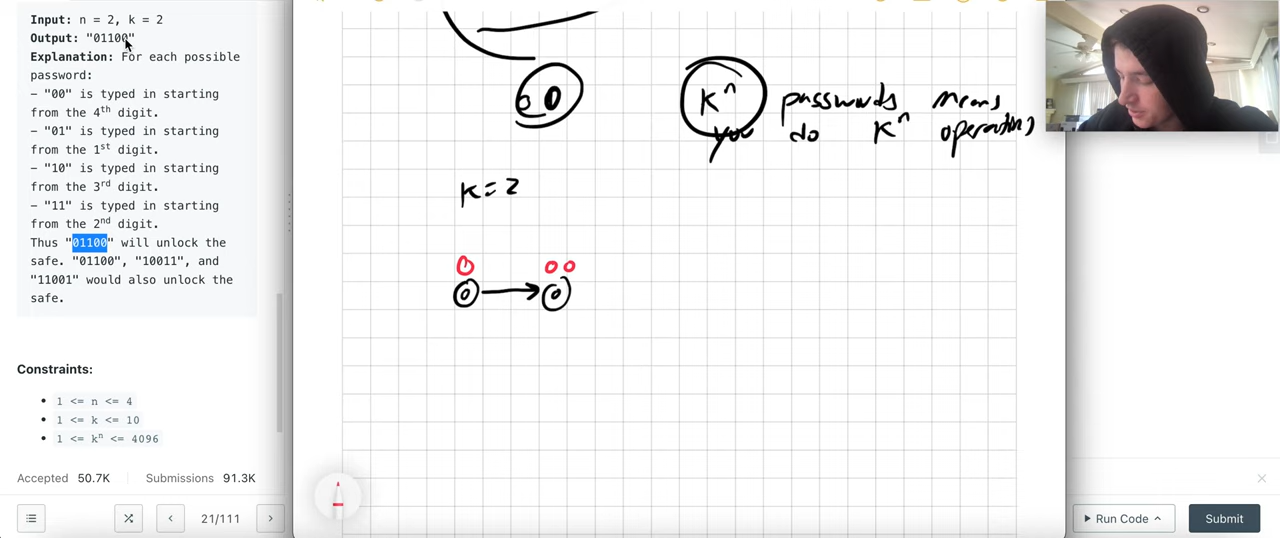 Input: n = 2, k = 2
Output: "01100"
Explanation: For each possible
password:
- "00" is typed in starting
from the 4th digit.
- "01" is typed in starting
from the 1st digit.
- "10" is typed in starting
from the 3rd digit.
- "11" is typed in starting
from the 2nd digit.
Thus "01100" will unlock the
safe. "01100", "10011", and
"11001" would also unlock the
safe.
Constraints:
1 <= n <= 4
1 <= k <= 10
1 <= kn <= 4096
Accepted 50.7K Submissions 91.3K
21/111
00
Kn passwords means
you do Kn operations
K=2
0 00
0 0
Run Code
Submit